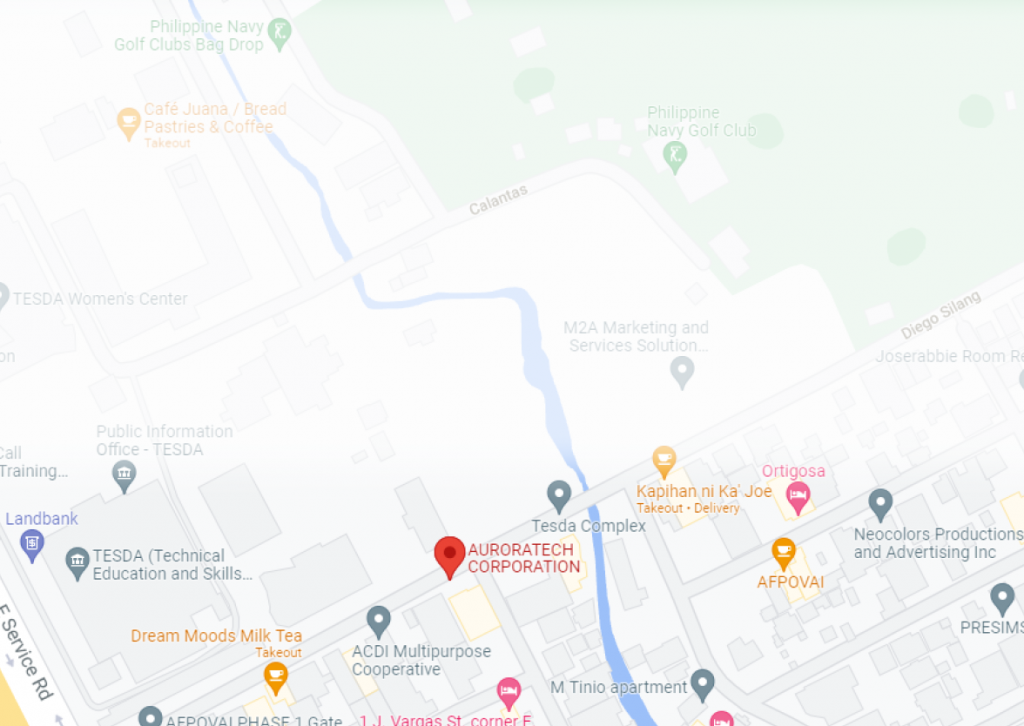 Philippine Navy
Golf Clubs Bag Drop
Café Juana / Bread
Pastries & Coffee
Takeout
Philippine
Navy Golf Club
Calantas
TESDA Women's Center
Diego Silang
M2A Marketing and
Services Solution...
Joserabbie Room Re
on
Public Information
Office - TESDA
Call
Training...
Ortigosa
Kapihan ni Ka' Joe
Takeout • Delivery
Landbank
Tesda Complex
Neocolors Productions
and Advertising Inc
TESDA (Technical
Education and Skills...
AURORATECH
CORPORATION
AFPOVAI
E Service Rd
Dream Moods Milk Tea
Takeout
ACDI Multipurpose
Cooperative
PRESIMS
M Tinio apartment
AFPOVAI PHASE 1 Gate
1 J. Vargas St. corner F.